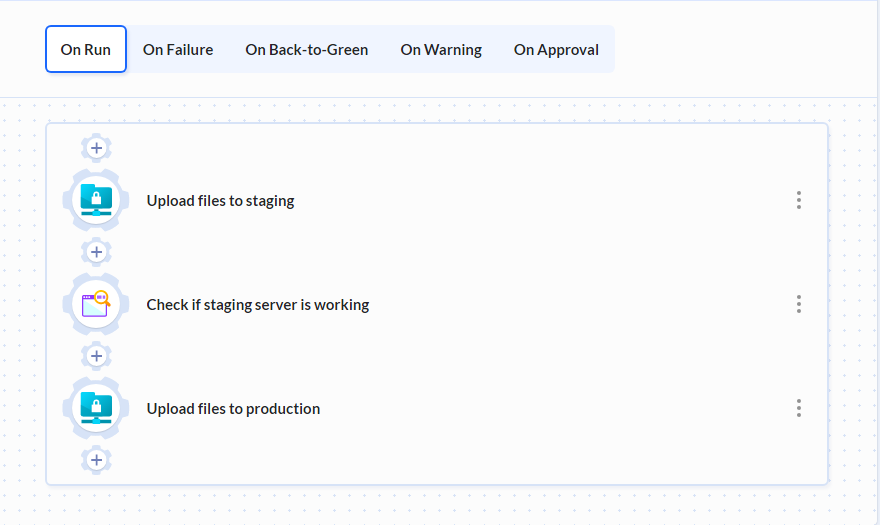 On Run On Failure On Back-to-Green On Warning On Approval
Upload files to staging
Check if staging server is working
Upload files to production